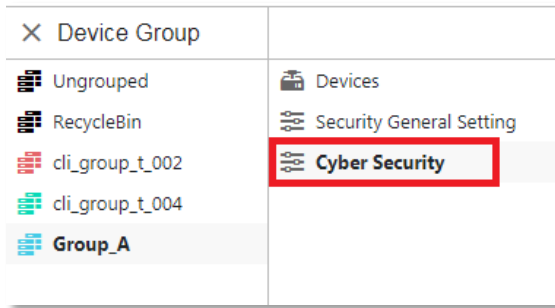 Device Group
Ungrouped
RecycleBin
cli_group_t_002
cli_group_t_004
Group_A
Devices
Security General Setting
Cyber Security